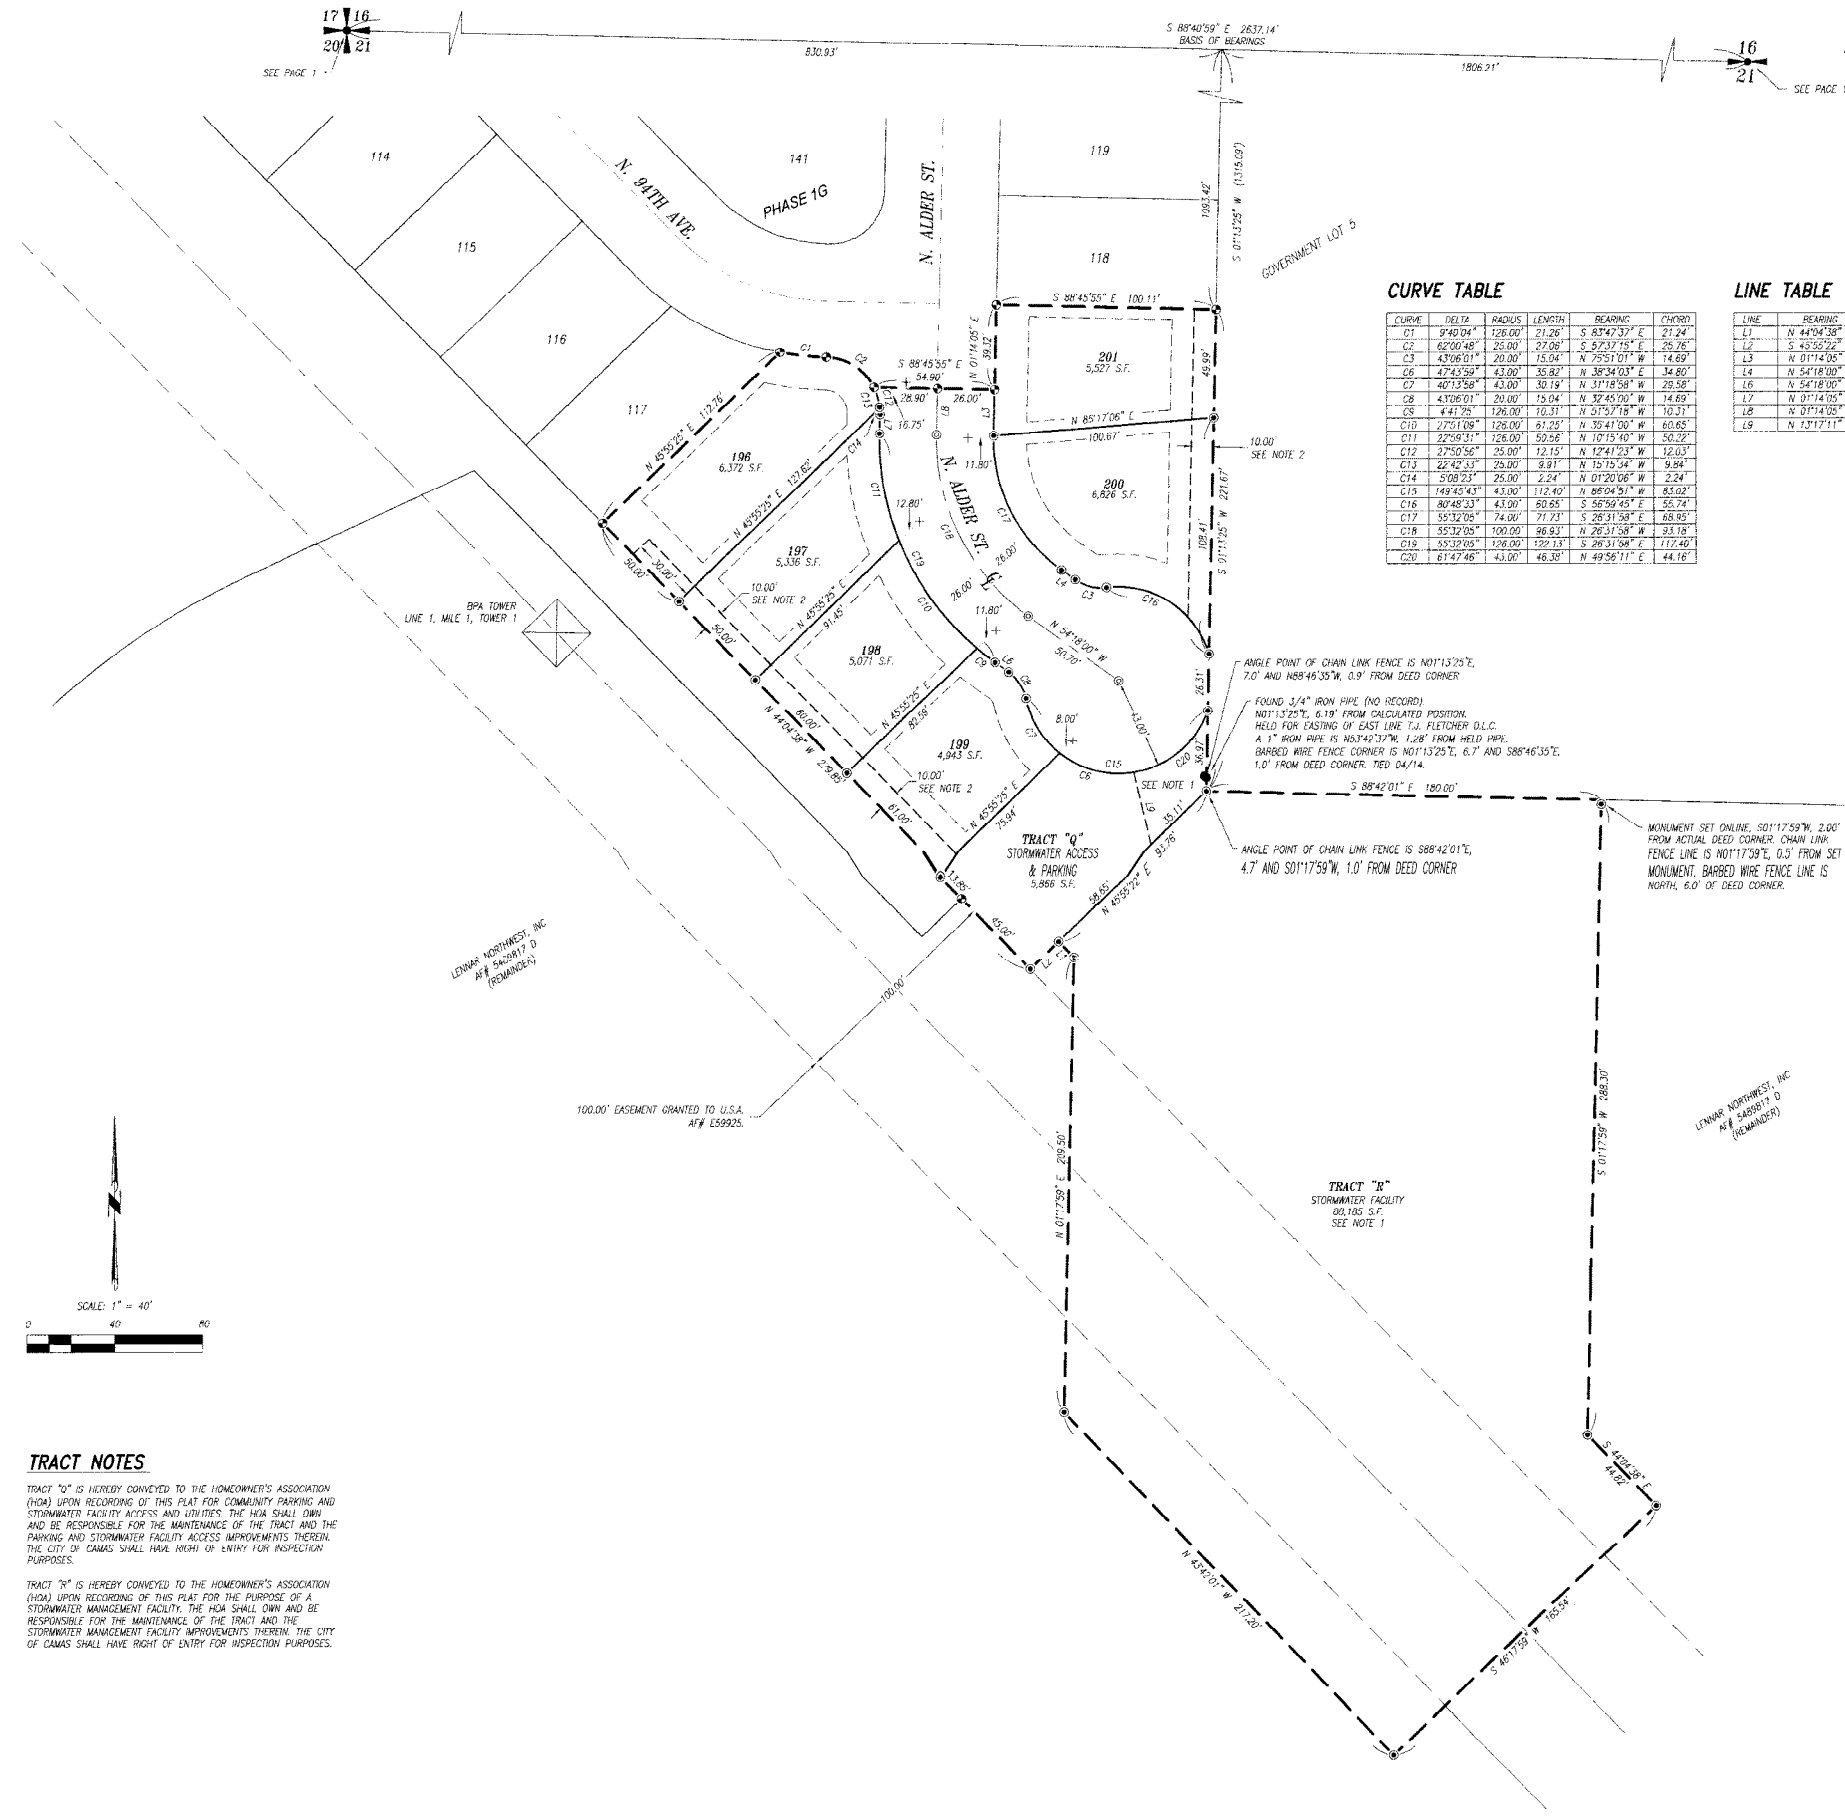 17 16
20 21
SEE PAGE 1
S 88°40'59" E 2637.14'
BASIS OF BEARINGS
830.93'
1806.21'
16
21
SEE PAGE 1
114
115
116
117
141
PHASE 1G
N. 94TH AVE.
N. ALDER ST.
119
118
1093.42'
S 01°13'25" W (1315.09')
GOVERNMENT LOT 5
S 88°45'55" E 100.11'
N 01°14'05" E
39.32'
S 88°45'55" E
54.90'
28.90'
26.00'
16.75'
11.80'
201
5,527 S.F.
49.99'
N 85°17'06" E
100.67'
200
6,826 S.F.
108.41'
S 01°13'25" W 221.67'
10.00'
SEE NOTE 2
C1
C2
C12
C13
L7
L8
L3
C14
C11
C17
C18
C19
C10
L4
C3
C16
C9
L6
C8
C7
C6
C15
C20
L9
N 45°55'25" E 112.76'
196
6,372 S.F.
N 45°55'25" E 127.62'
197
5,336 S.F.
12.80'
N. ALDER ST.
26.00'
26.00'
11.80'
N 54°18'00" W
50.70'
43.00'
8.00'
50.00'
30.00'
10.00'
SEE NOTE 2
N 45°55'25" E
91.45'
198
5,071 S.F.
50.00'
60.00'
N 45°55'25" E
82.59'
199
4,943 S.F.
N 44°04'38" W 219.85'
10.00'
SEE NOTE 2
61.00'
N 45°55'25" E
75.94'
BPA TOWER
LINE 1, MILE 1, TOWER 1
26.31'
36.97'
SEE NOTE 1
35.11'
93.76'
58.65'
N 45°55'22" E
TRACT "Q"
STORMWATER ACCESS
& PARKING
5,866 S.F.
13.85'
45.00'
L2
L1
100.00'
ANGLE POINT OF CHAIN LINK FENCE IS N01°13'25"E,
7.0' AND N88°46'35"W, 0.9' FROM DEED CORNER
FOUND 3/4" IRON PIPE (NO RECORD)
N01°13'25"E, 6.19' FROM CALCULATED POSITION.
HELD FOR EASTING OF EAST LINE T.J. FLETCHER D.L.C.
A 1" IRON PIPE IS N53°42'37"W, 1.28' FROM HELD PIPE.
BARBED WIRE FENCE CORNER IS N01°13'25"E, 6.7' AND S88°46'35"E,
1.0' FROM DEED CORNER. TIED 04/14.
S 88°42'01" E 180.00'
ANGLE POINT OF CHAIN LINK FENCE IS S88°42'01"E,
4.7' AND S01°17'59"W, 1.0' FROM DEED CORNER
MONUMENT SET ONLINE, S01°17'59"W, 2.00'
FROM ACTUAL DEED CORNER. CHAIN LINK
FENCE LINE IS N01°17'59"E, 0.5' FROM SET
MONUMENT. BARBED WIRE FENCE LINE IS
NORTH, 6.0' OF DEED CORNER.
CURVE TABLE
CURVE DELTA RADIUS LENGTH BEARING CHORD
C1 9°40'04" 126.00' 21.26' S 83°47'37" E 21.24'
C2 62°00'48" 25.00' 27.06' S 57°37'15" E 25.76'
C3 43°06'01" 20.00' 15.04' N 75°51'01" W 14.69'
C6 47°43'59" 43.00' 35.82' N 38°34'03" E 34.80'
C7 40°13'58" 43.00' 30.19' N 31°18'58" W 29.58'
C8 43°06'01" 20.00' 15.04' N 32°45'00" W 14.69'
C9 4°41'25" 126.00' 10.31' N 51°57'18" W 10.31'
C10 27°51'09" 126.00' 61.25' N 35°41'00" W 60.65'
C11 22°59'31" 126.00' 50.56' N 10°15'40" W 50.22'
C12 27°50'56" 25.00' 12.15' N 12°41'23" W 12.03'
C13 22°42'33" 25.00' 9.91' N 15°15'34" W 9.84'
C14 5°08'23" 25.00' 2.24' N 01°20'06" W 2.24'
C15 149°45'43" 43.00' 112.40' N 86°04'51" W 83.02'
C16 80°48'33" 43.00' 60.65' S 56°59'45" E 55.74'
C17 55°32'05" 74.00' 71.73' S 26°31'58" E 68.95'
C18 55°32'05" 100.00' 96.93' N 26°31'58" W 93.18'
C19 55°32'05" 126.00' 122.13' S 26°31'58" E 117.40'
C20 61°47'46" 43.00' 46.38' N 49°56'11" E 44.16'
LINE TABLE
LINE BEARING
L1 N 44°04'38"
L2 S 45°55'22"
L3 N 01°14'05"
L4 N 54°18'00"
L6 N 54°18'00"
L7 N 01°14'05"
L8 N 01°14'05"
L9 N 13°17'11"
LENNAR NORTHWEST, INC
AF# 5489817 D
(REMAINDER)
100.00' EASEMENT GRANTED TO U.S.A.
AF# E59925.
N 01°17'59" E 209.50'
TRACT "R"
STORMWATER FACILITY
SEE NOTE 1
S 01°17'59" W 288.30'
LENNAR NORTHWEST, INC
AF# 5489817 D
(REMAINDER)
S 44°04'38" E
44.82'
N 43°42'01" W 217.20'
S 46°17'59" W 165.54'
SCALE: 1" = 40'
0 40 80
TRACT NOTES
TRACT "Q" IS HEREBY CONVEYED TO THE HOMEOWNER'S ASSOCIATION
(HOA) UPON RECORDING OF THIS PLAT FOR COMMUNITY PARKING AND
STORMWATER FACILITY ACCESS AND UTILITIES. THE HOA SHALL OWN
AND BE RESPONSIBLE FOR THE MAINTENANCE OF THE TRACT AND THE
PARKING AND STORMWATER FACILITY ACCESS IMPROVEMENTS THEREIN.
THE CITY OF CAMAS SHALL HAVE RIGHT OF ENTRY FOR INSPECTION
PURPOSES.
TRACT "R" IS HEREBY CONVEYED TO THE HOMEOWNER'S ASSOCIATION
(HOA) UPON RECORDING OF THIS PLAT FOR THE PURPOSE OF A
STORMWATER MANAGEMENT FACILITY. THE HOA SHALL OWN AND BE
RESPONSIBLE FOR THE MAINTENANCE OF THE TRACT AND THE
STORMWATER MANAGEMENT FACILITY IMPROVEMENTS THEREIN. THE CITY
OF CAMAS SHALL HAVE RIGHT OF ENTRY FOR INSPECTION PURPOSES.